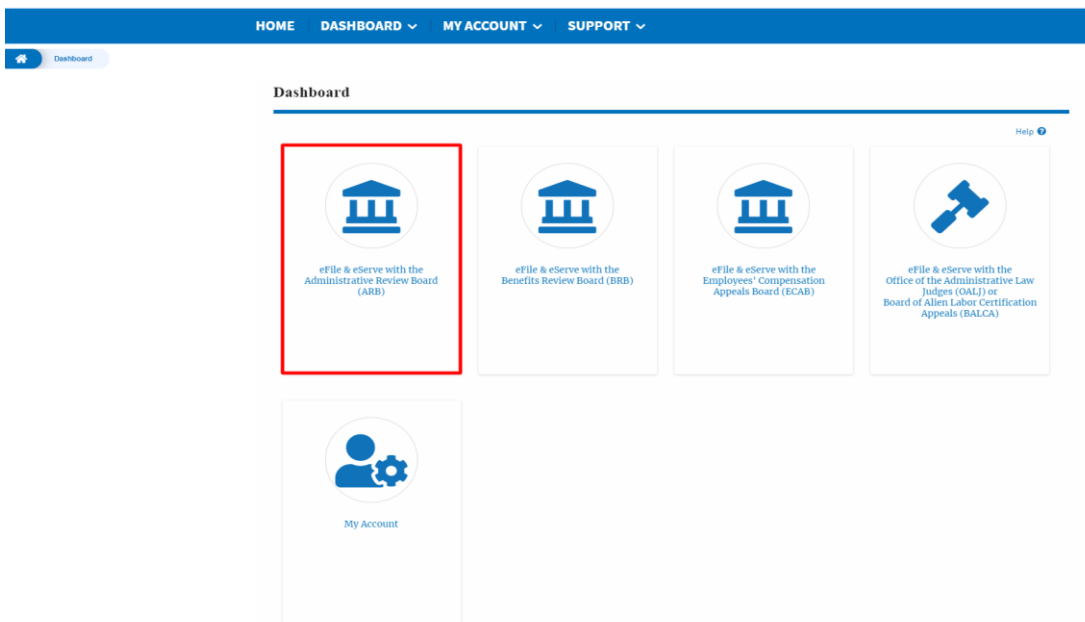 HOME DASHBOARD MY ACCOUNT SUPPORT
Dashboard
Dashboard
Help
eFile & eServe with the
Administrative Review Board
(ARB)
eFile & eServe with the
Benefits Review Board (BRB)
eFile & eServe with the
Employees' Compensation
Appeals Board (ECAB)
eFile & eServe with the
Office of the Administrative Law
Judges (OALJ) or
Board of Alien Labor Certification
Appeals (BALCA)
My Account